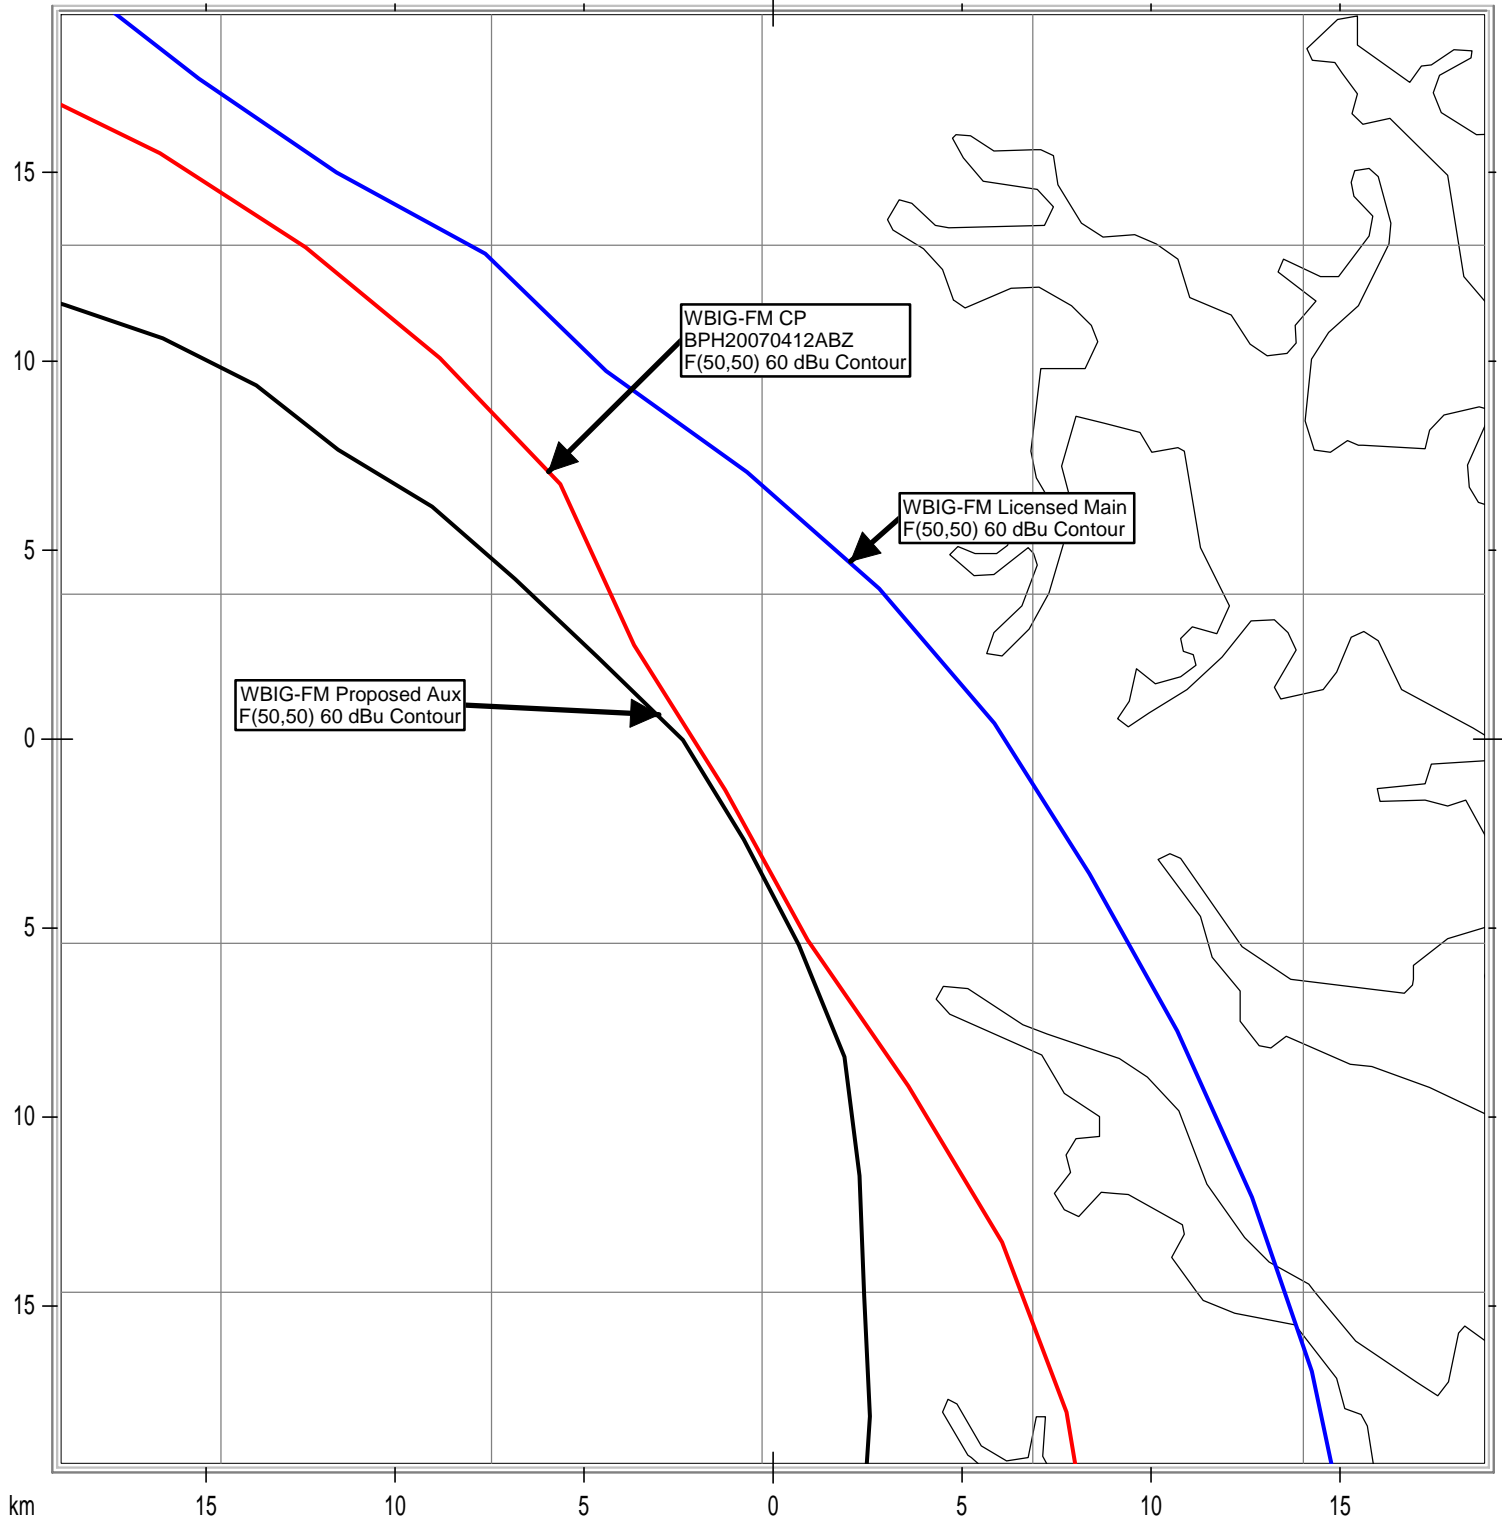 15
WBIG-FM CP
BPH20070412ABZ
F(50,50) 60 dBu Contour
10
WBIG-FM Licensed Main
F(50,50) 60 dBu Contour
5
WBIG-FM Proposed Aux
F(50,50) 60 dBu Contour
0
5
10
15
km 15 10 5 0 5 10 15